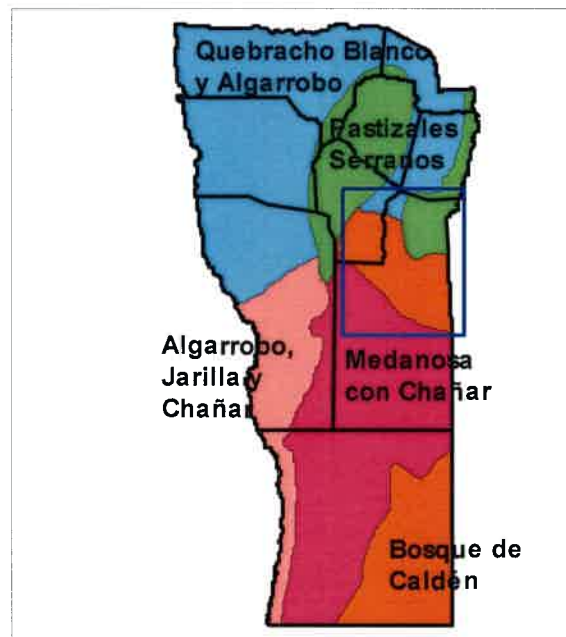 Quebracho Blanco
y Algarrobo
Pastizales
Serranos
Algarrobo,
Jarilla y
Chañar
Medanosa
con Chañar
Bosque de
Caldén